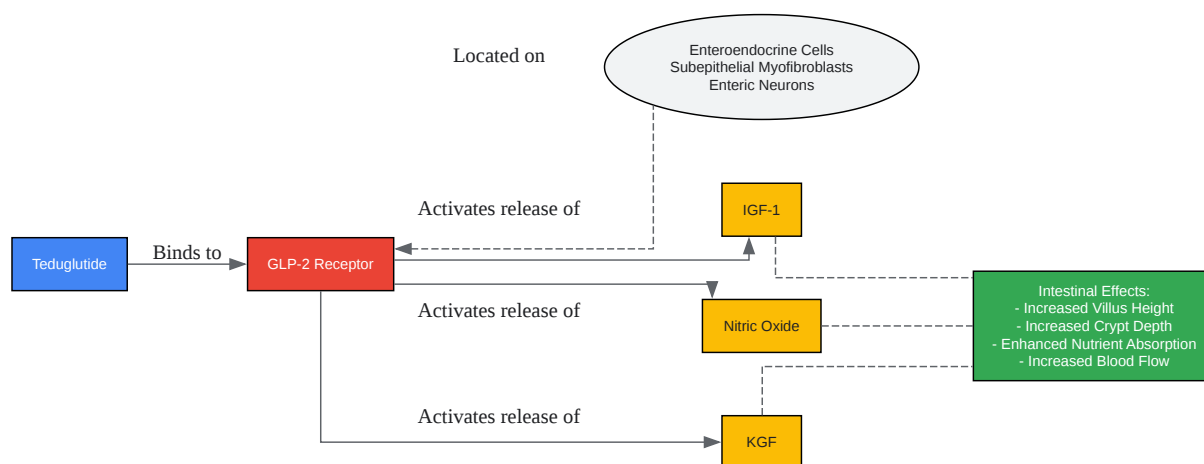 Located on
Enteroendocrine Cells
Subepithelial Myofibroblasts
Enteric Neurons
Activates release of
IGF-1
Teduglutide
Binds to
GLP-2 Receptor
Activates release of
Nitric Oxide
Intestinal Effects:
- Increased Villus Height
- Increased Crypt Depth
- Enhanced Nutrient Absorption
- Increased Blood Flow
Activates release of
KGF